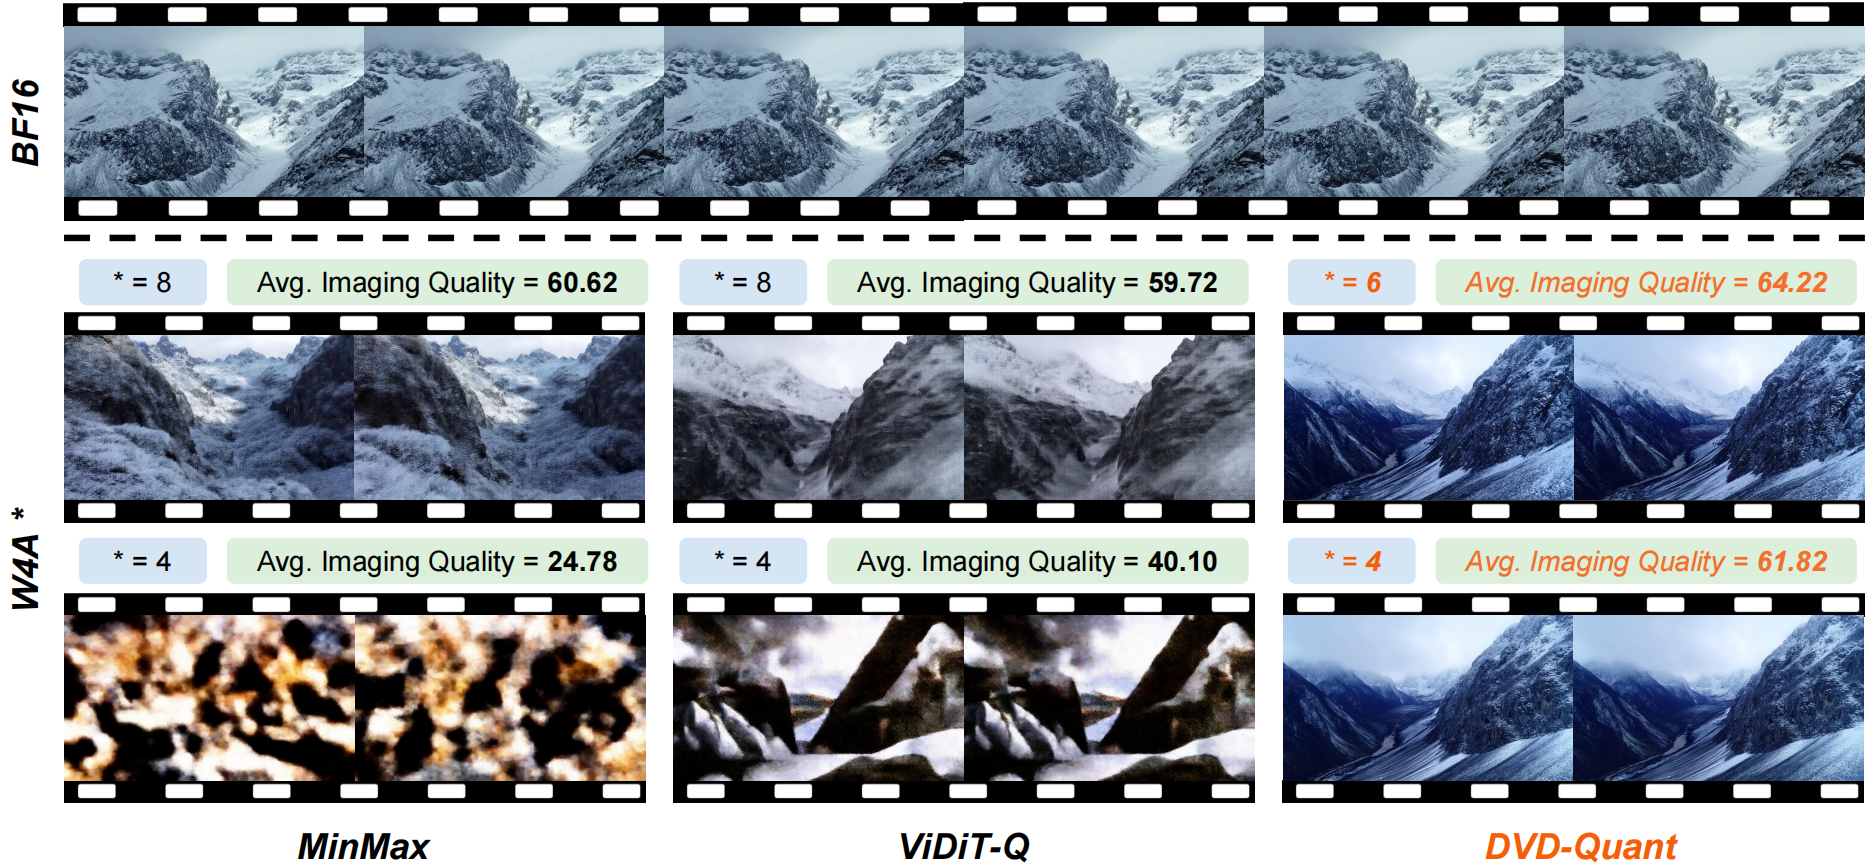 BF16
* = 8
Avg. Imaging Quality = 60.62
* = 8
Avg. Imaging Quality = 59.72
* = 6
Avg. Imaging Quality = 64.22
W4A *
* = 4
Avg. Imaging Quality = 24.78
* = 4
Avg. Imaging Quality = 40.10
* = 4
Avg. Imaging Quality = 61.82
MinMax
ViDiT-Q
DVD-Quant